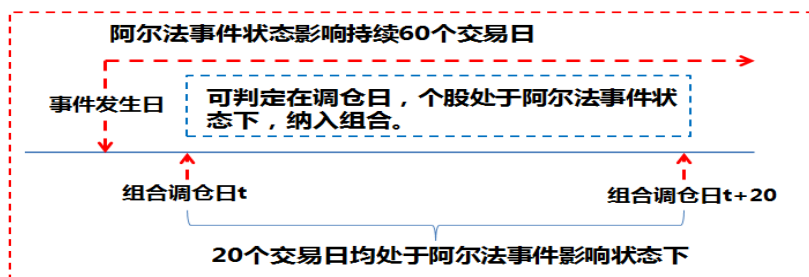 阿尔法事件状态影响持续60个交易日
事件发生日
可判定在调仓日，个股处于阿尔法事件状
态下，纳入组合。
组合调仓日t
组合调仓日t+20
20个交易日均处于阿尔法事件影响状态下